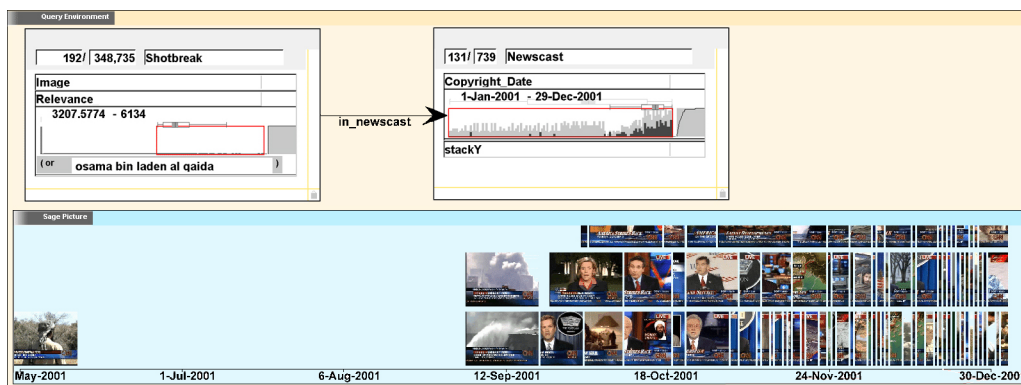 Query Environment
192/ 348,735 Shotbreak
Image
Relevance
3207.5774 - 6134
( or osama bin laden al qaida )
in_newscast
131/ 739 Newscast
Copyright_Date
1-Jan-2001 - 29-Dec-2001
stackY
Sage Picture
May-2001 1-Jul-2001 6-Aug-2001 12-Sep-2001 18-Oct-2001 24-Nov-2001 30-Dec-200